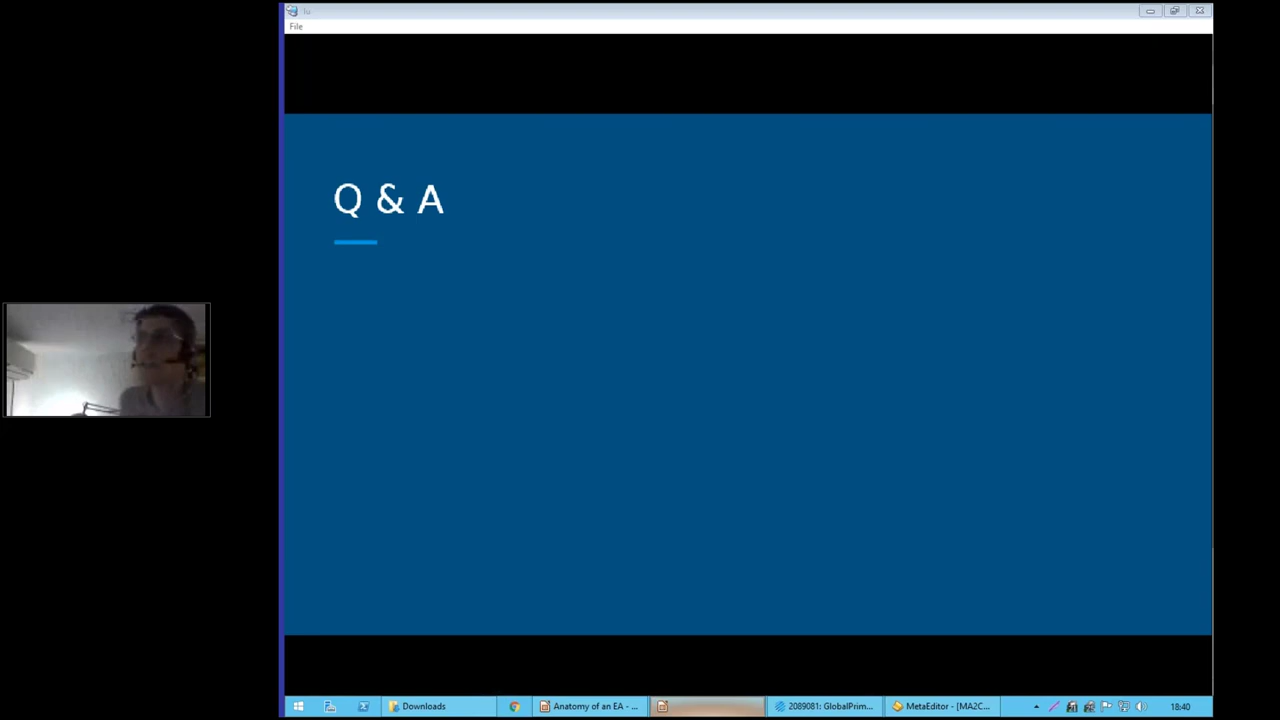 File
Q & A
Downloads
Anatomy of an EA - ...
2089081: GlobalPrim...
MetaEditor - [MA2C...
18:40